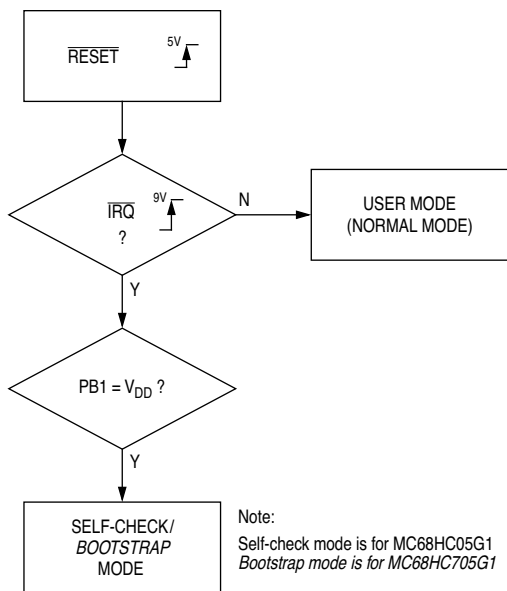 RESET
5V
IRQ
9V
?
N
USER MODE
(NORMAL MODE)
Y
PB1 = VDD ?
Y
SELF-CHECK/
BOOTSTRAP
MODE
Note:
Self-check mode is for MC68HC05G1
Bootstrap mode is for MC68HC705G1